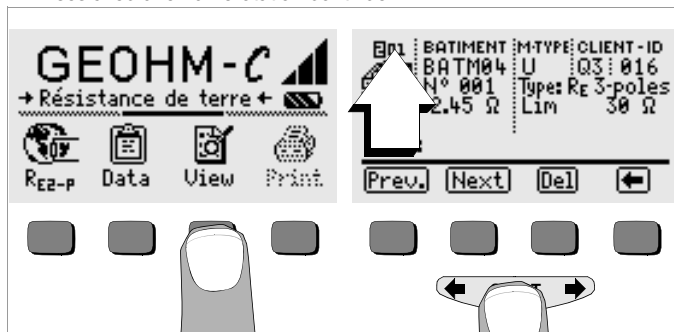 GEOHM-C
→Résistance de terre←
RE2-P Data View Print
01 BATIMENT M-TYPE CLIENT-ID
BATM04 U Q3 016
N° 001 Type: RE 3-poles
2.45 Ω Lim 30 Ω
Prev. Next Del